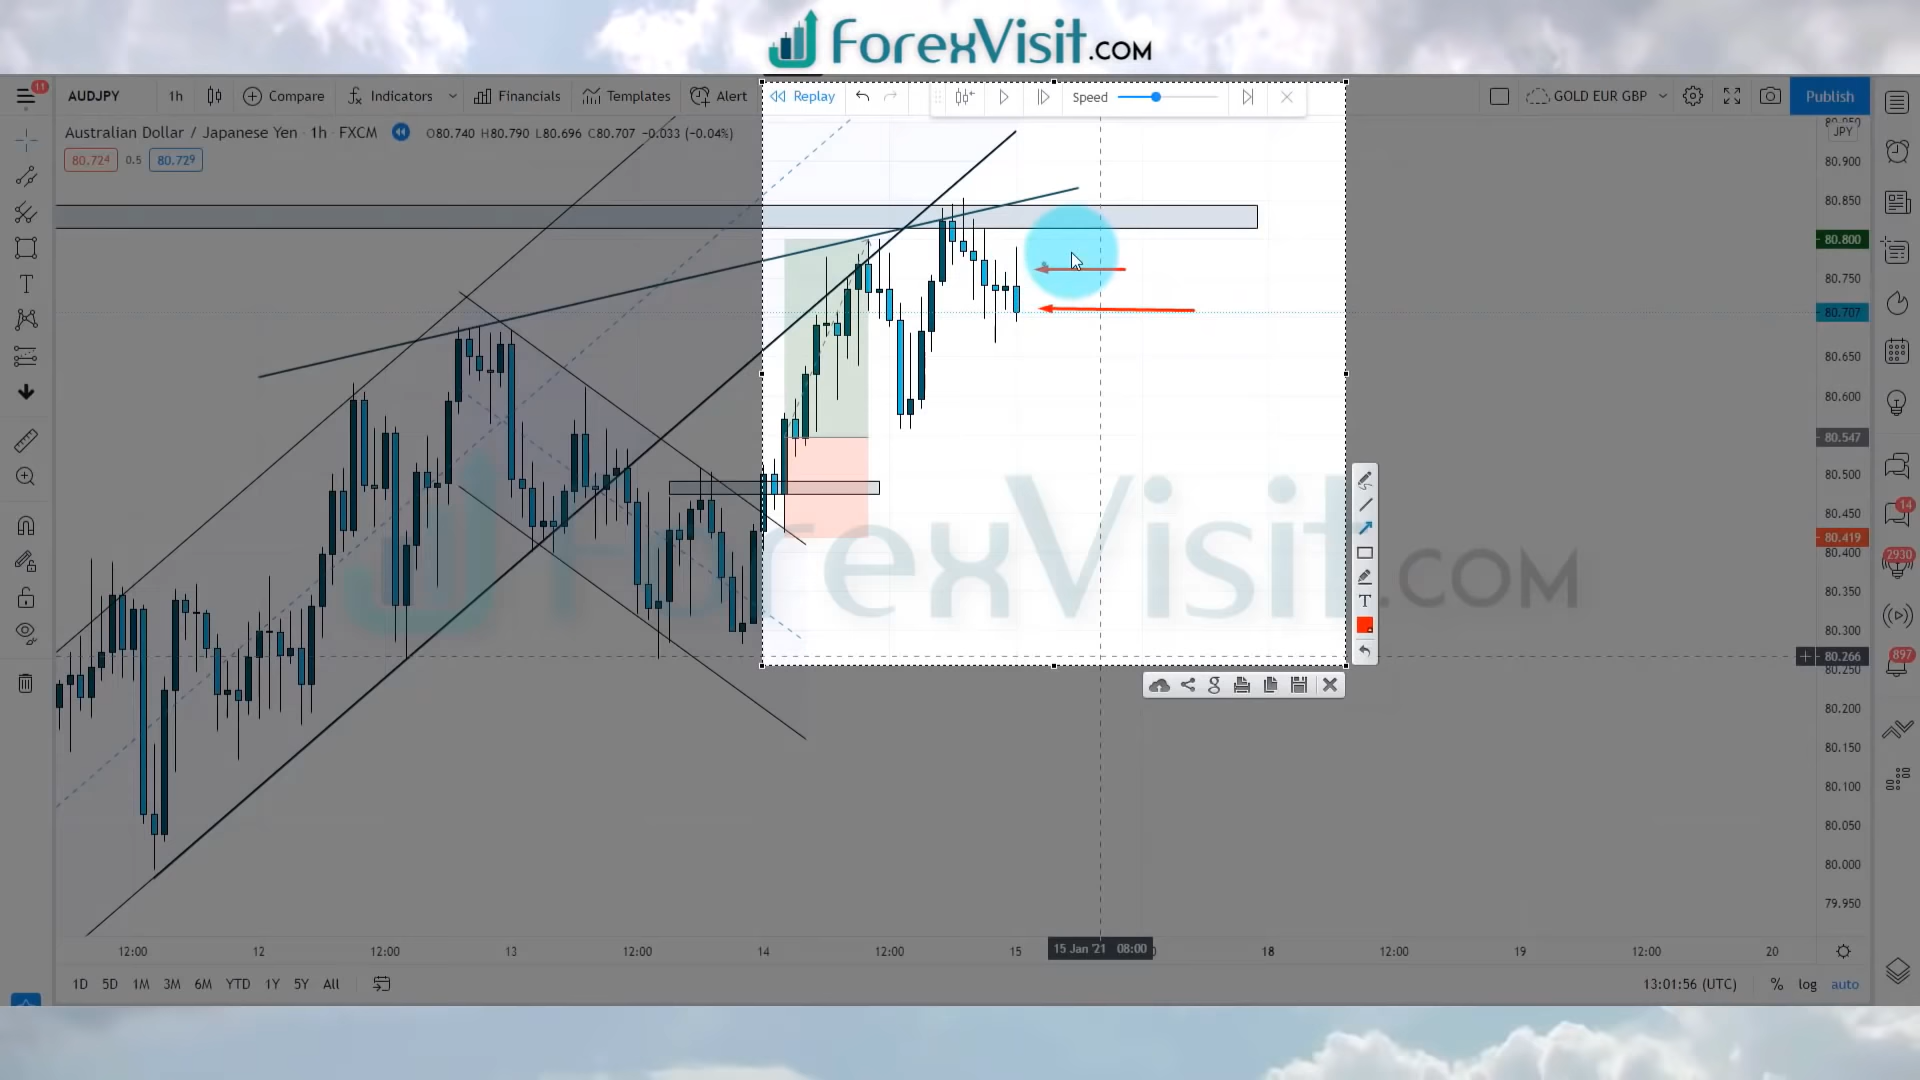 ForexVisit.COM
11
AUDJPY 1h Compare Indicators Financials Templates Alert Replay Speed GOLD EUR GBP Publish
Australian Dollar / Japanese Yen · 1h · FXCM O80.740 H80.790 L80.696 C80.707 −0.033 (−0.04%)
80.724 0.5 80.729
JPY
80.900
80.850
80.800
80.750
80.707
80.650
80.600
80.547
80.500
80.450
80.419
80.400
80.350
80.300
80.266
80.250
80.200
80.150
80.100
80.050
80.000
79.950
14
2930
897
ForexVisit.COM
T
T
12:00 12 12:00 13 12:00 14 12:00 15 15 Jan '21 08:00 18 12:00 19 12:00 20
1D 5D 1M 3M 6M YTD 1Y 5Y All 13:01:56 (UTC) % log auto